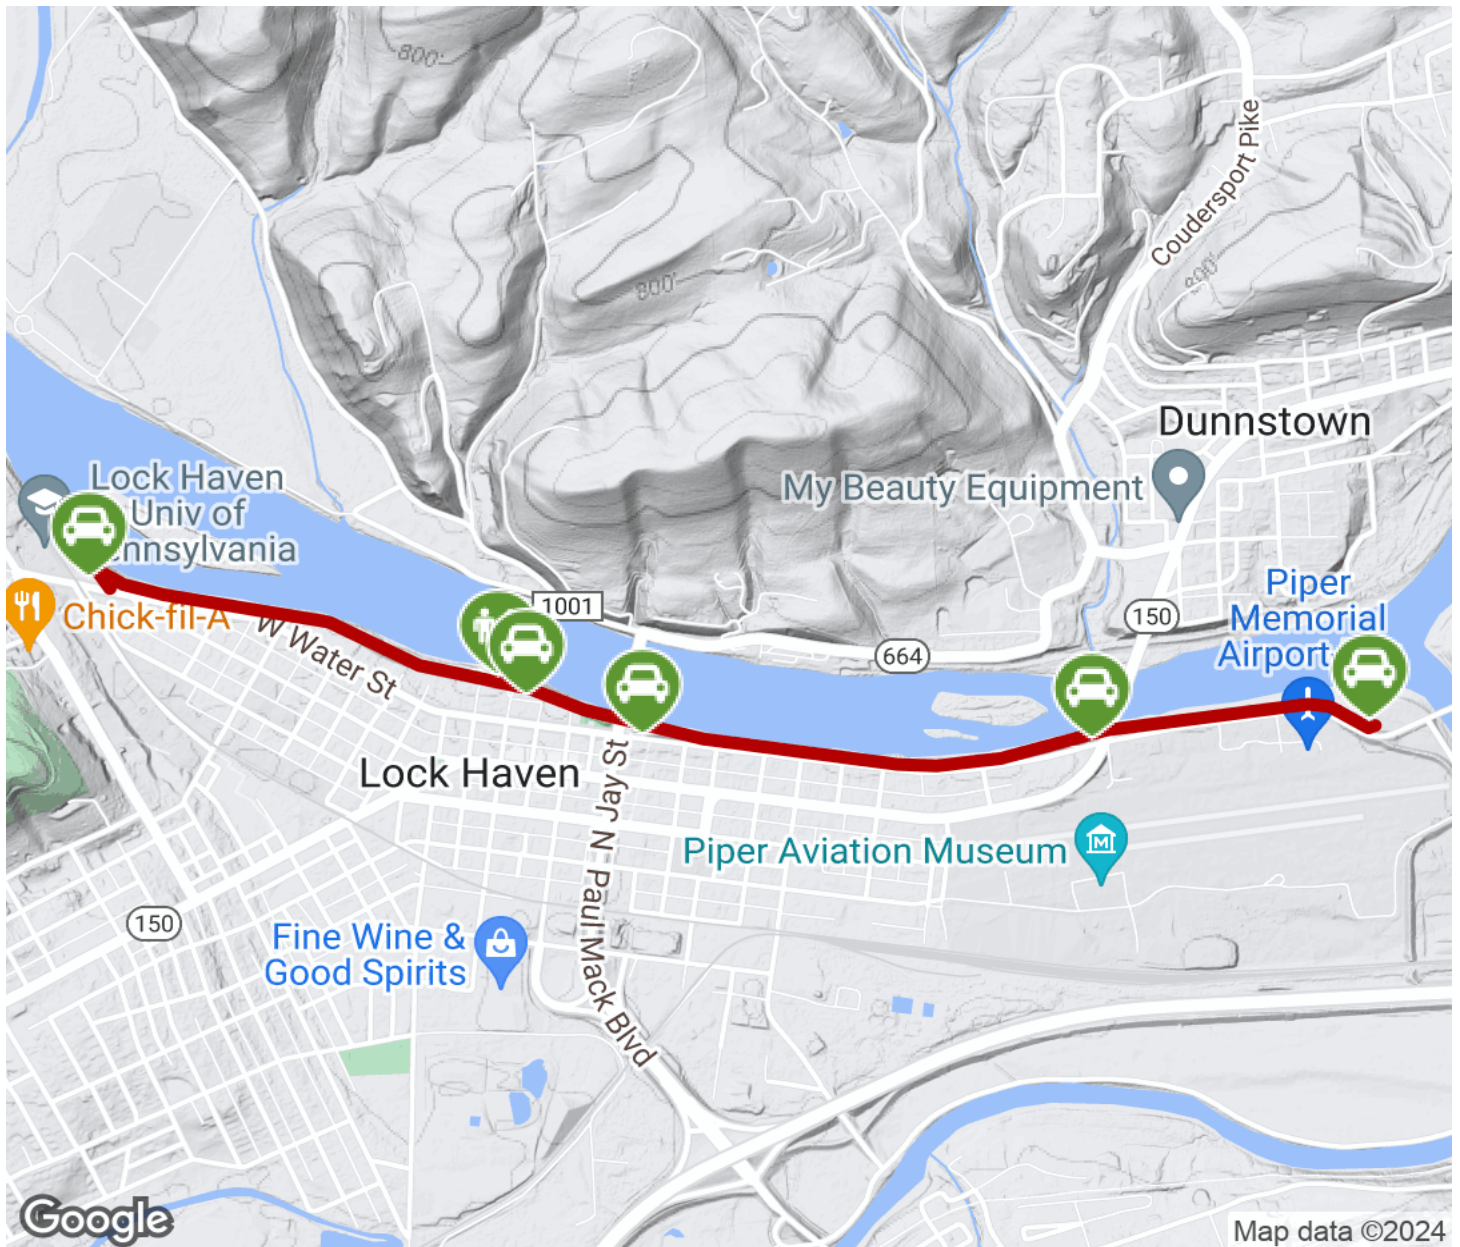 800'
Coudersport Pike
800'
800'
Dunnstown
Lock Haven
Univ of
nnsylvania
My Beauty Equipment
Piper
Memorial
Airport
1001
150
Chick-fil-A
W Water St
664
Lock Haven
N Jay St
Piper Aviation Museum
Paul Mack Blvd
150
Fine Wine &
Good Spirits
Google
Map data ©2024